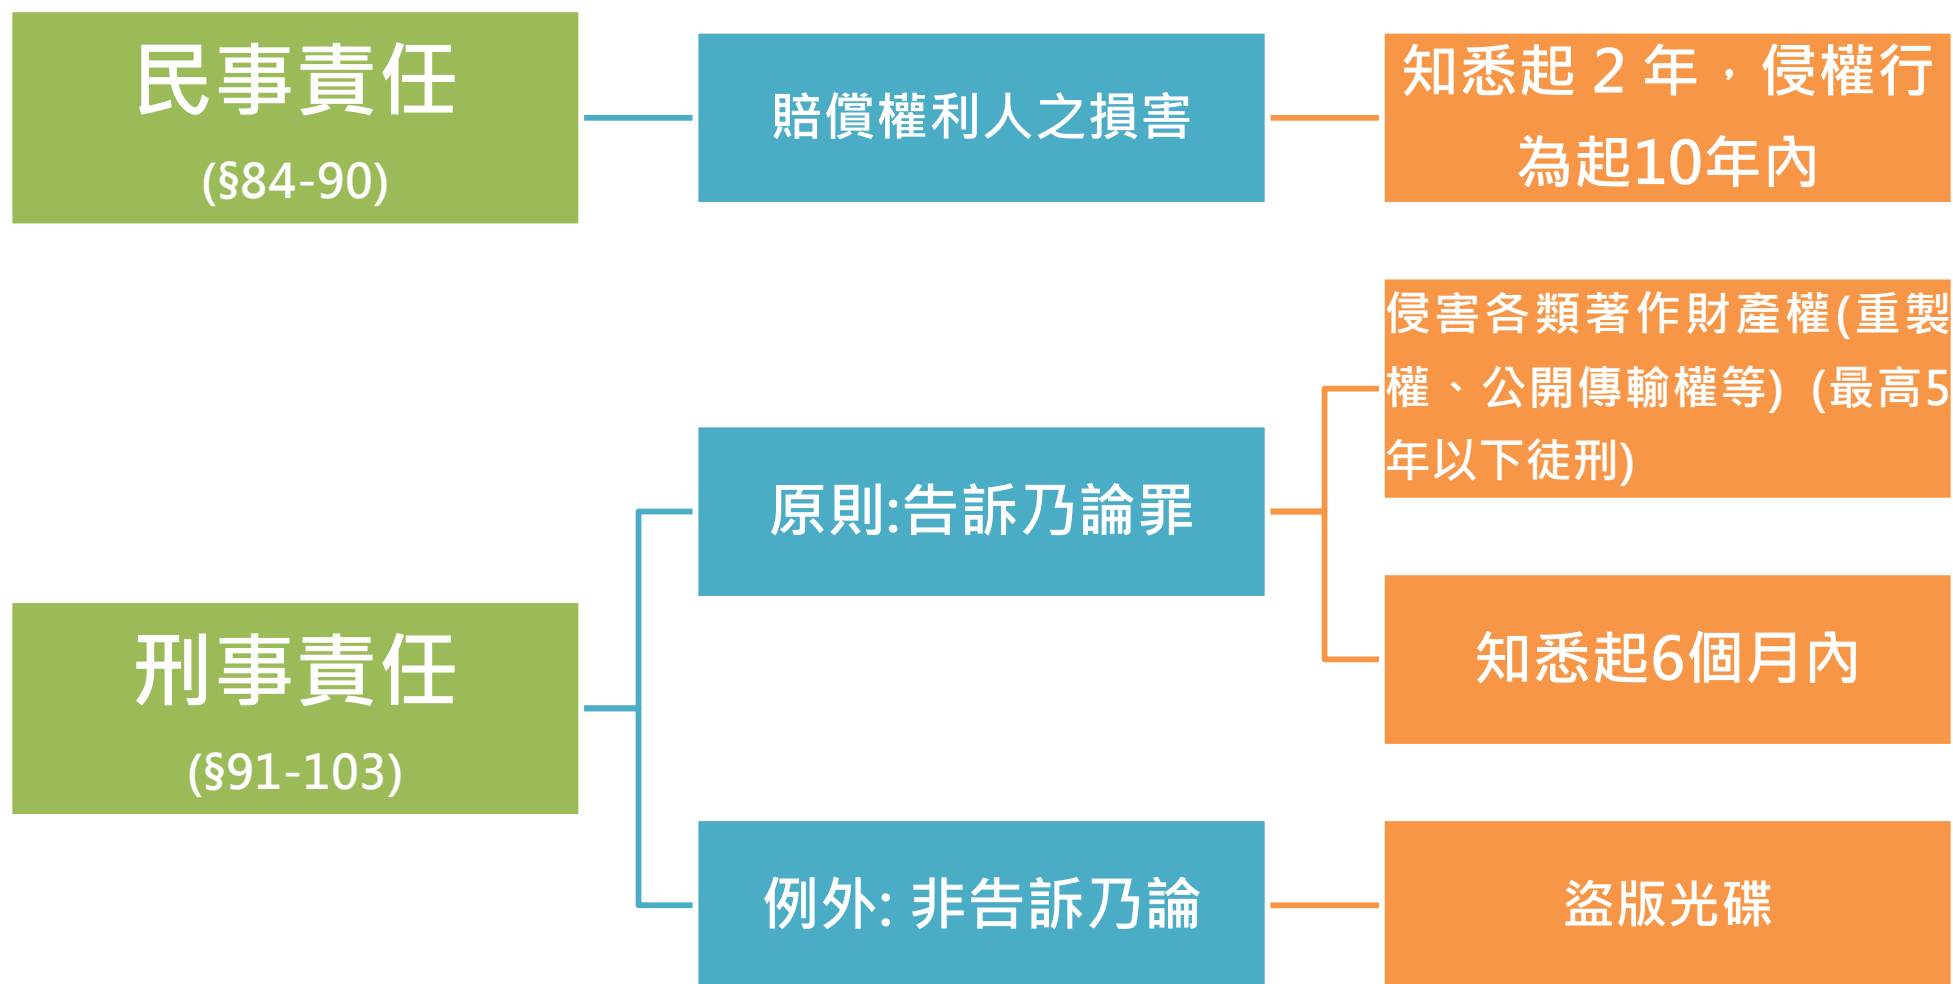 民事責任
(§84-90)
賠償權利人之損害
知悉起 2 年，侵權行
為起10年內
刑事責任
(§91-103)
原則:告訴乃論罪
侵害各類著作財產權(重製
權、公開傳輸權等) (最高5
年以下徒刑)
知悉起6個月內
例外: 非告訴乃論
盜版光碟